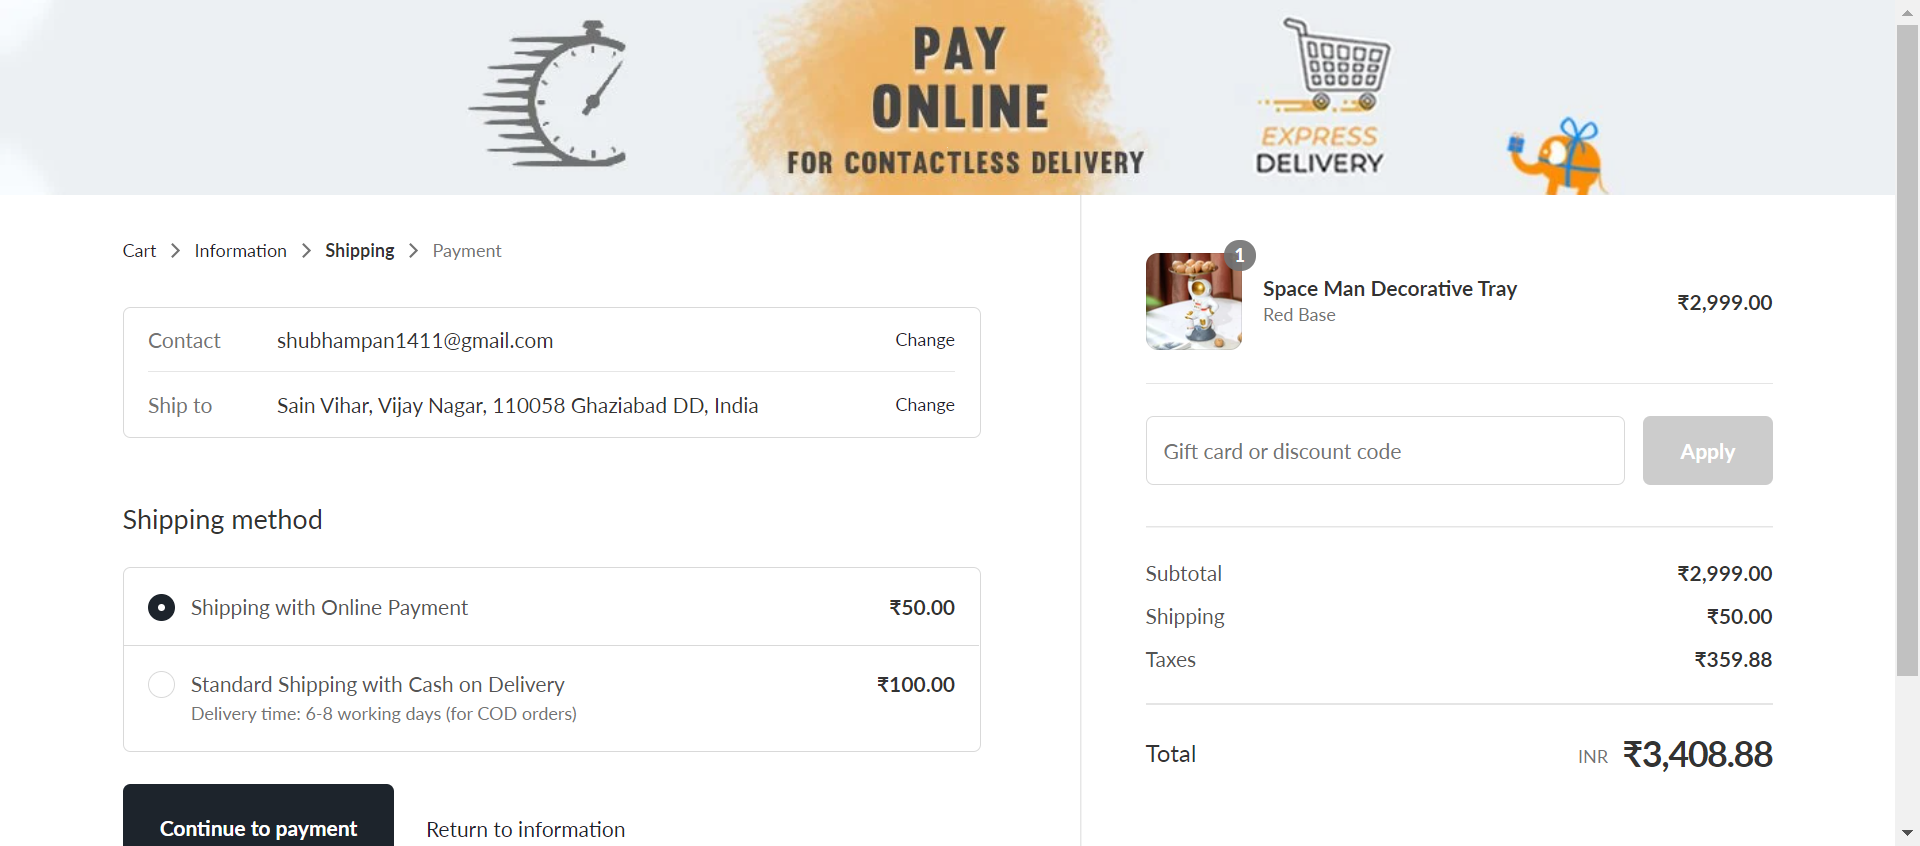 PAY
ONLINE
FOR CONTACTLESS DELIVERY
EXPRESS
DELIVERY
Cart > Information > Shipping > Payment
Contact shubhampan1411@gmail.com Change
Ship to Sain Vihar, Vijay Nagar, 110058 Ghaziabad DD, India Change
Shipping method
Shipping with Online Payment ₹50.00
Standard Shipping with Cash on Delivery ₹100.00
Delivery time: 6-8 working days (for COD orders)
Continue to payment Return to information
1
Space Man Decorative Tray ₹2,999.00
Red Base
Gift card or discount code Apply
Subtotal ₹2,999.00
Shipping ₹50.00
Taxes ₹359.88
Total INR ₹3,408.88